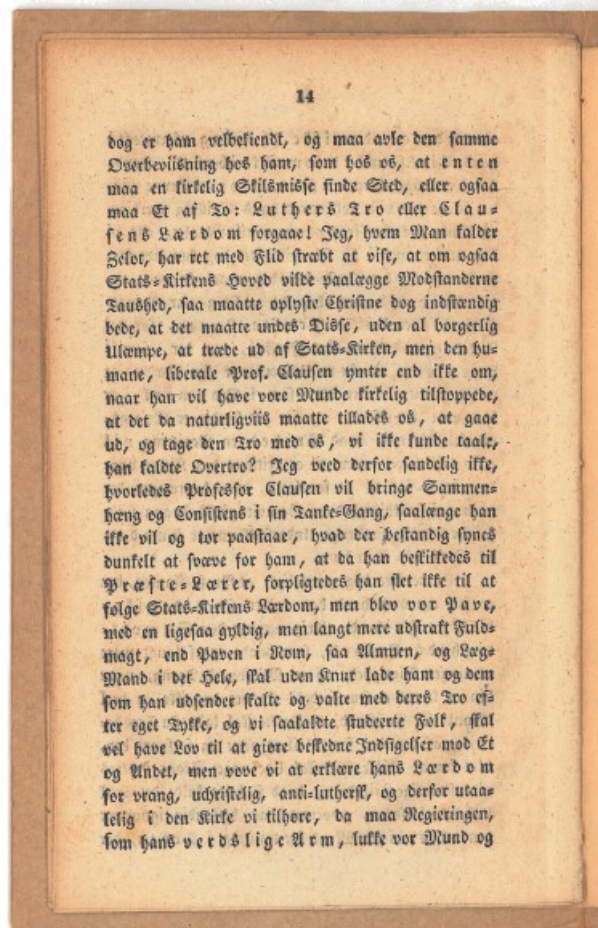 14
dog er ham velbekiendt, og maa avle den samme
Overbeviisning hos ham, som hos os, at enten
maa en kirkelig Skilsmisse finde Sted, eller ogsaa
maa Et af To: Luthers Tro eller Clau-
sens Lærdom forgaae! Jeg, hvem Man kalder
Zelot, har ret med Flid stræbt at vise, at om ogsaa
Stats-Kirkens Hoved vilde paalægge Modstanderne
Taushed, saa maatte oplyste Christne dog indstændig
bede, at det maatte undes Disse, uden al borgerlig
Ulæmpe, at træde ud af Stats-Kirken, men den hu-
mane, liberale Prof. Clausen ymter end ikke om,
naar han vil have vore Munde kirkelig tilstoppede,
at det da naturligviis maatte tillades os, at gaae
ud, og tage den Tro med os, vi ikke kunde taale,
han kaldte Overtro? Jeg veed derfor sandelig ikke,
hvorledes Professor Clausen vil bringe Sammen-
hæng og Consistens i sin Tanke-Gang, saalænge han
ikke vil og tør paastaae, hvad der bestandig synes
dunkelt at svæve for ham, at da han beskikkedes til
Præste-Lærer, forpligtedes han slet ikke til at
følge Stats-Kirkens Lærdom, men blev vor Pave,
med en ligesaa gyldig, men langt mere udstrakt Fuld-
magt, end Paven i Rom, saa Almuen, og Læg-
Mand i det Hele, skal uden Knur lade ham og dem
som han udsender skalte og valte med deres Tro ef-
ter eget Tykke, og vi saakaldte studeerte Folk, skal
vel have Lov til at giøre beskedne Indsigelser mod Et
og Andet, men vove vi at erklære hans Lærdom
for vrang, uchristelig, anti-luthersk, og derfor utaa-
lelig i den Kirke vi tilhøre, da maa Regieringen,
som hans verdslige Arm, lukke vor Mund og